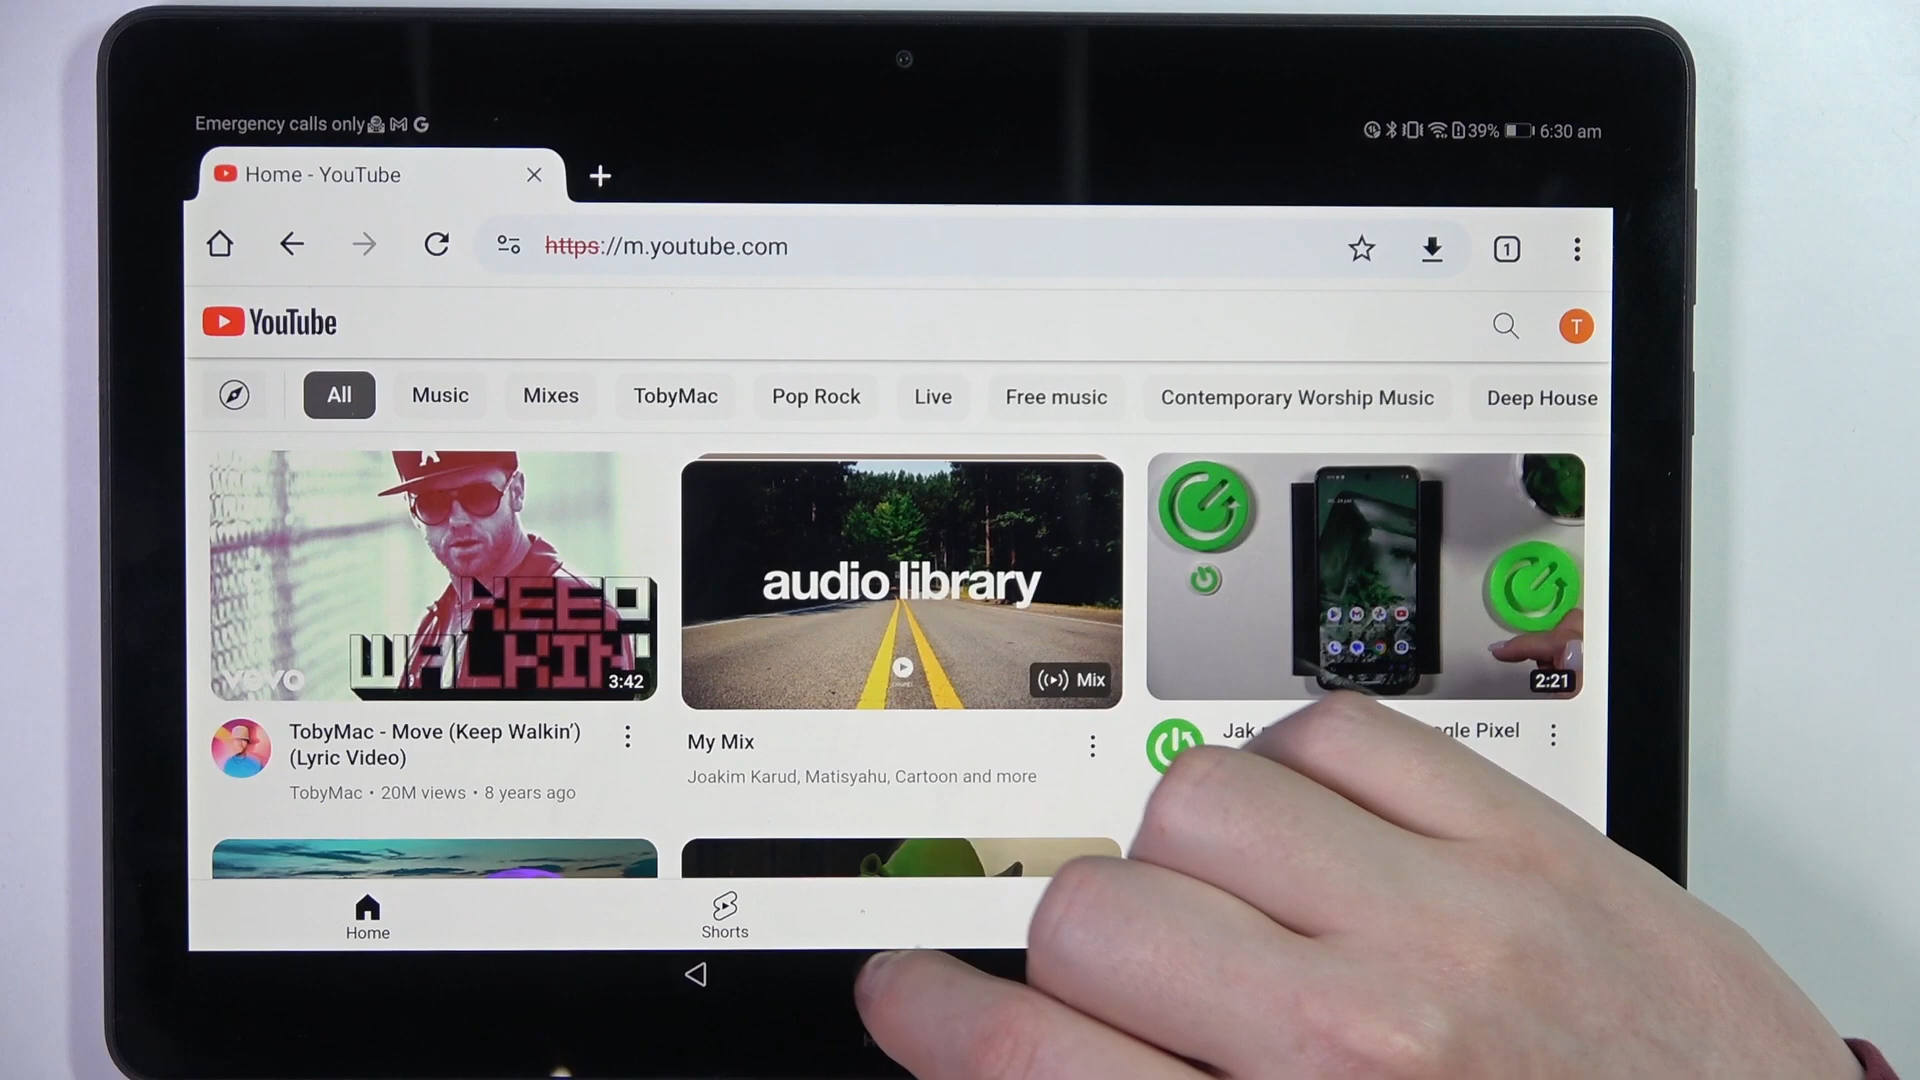 Emergency calls only
39% 6:30 am
Home - YouTube
https://m.youtube.com
1
YouTube
T
All Music Mixes TobyMac Pop Rock Live Free music Contemporary Worship Music Deep House
KEEP
WALKIN'
vevo
3:42
audio library
Mix
2:21
TobyMac - Move (Keep Walkin')
(Lyric Video)
TobyMac • 20M views • 8 years ago
My Mix
Joakim Karud, Matisyahu, Cartoon and more
Jak Pixel
Home
Shorts